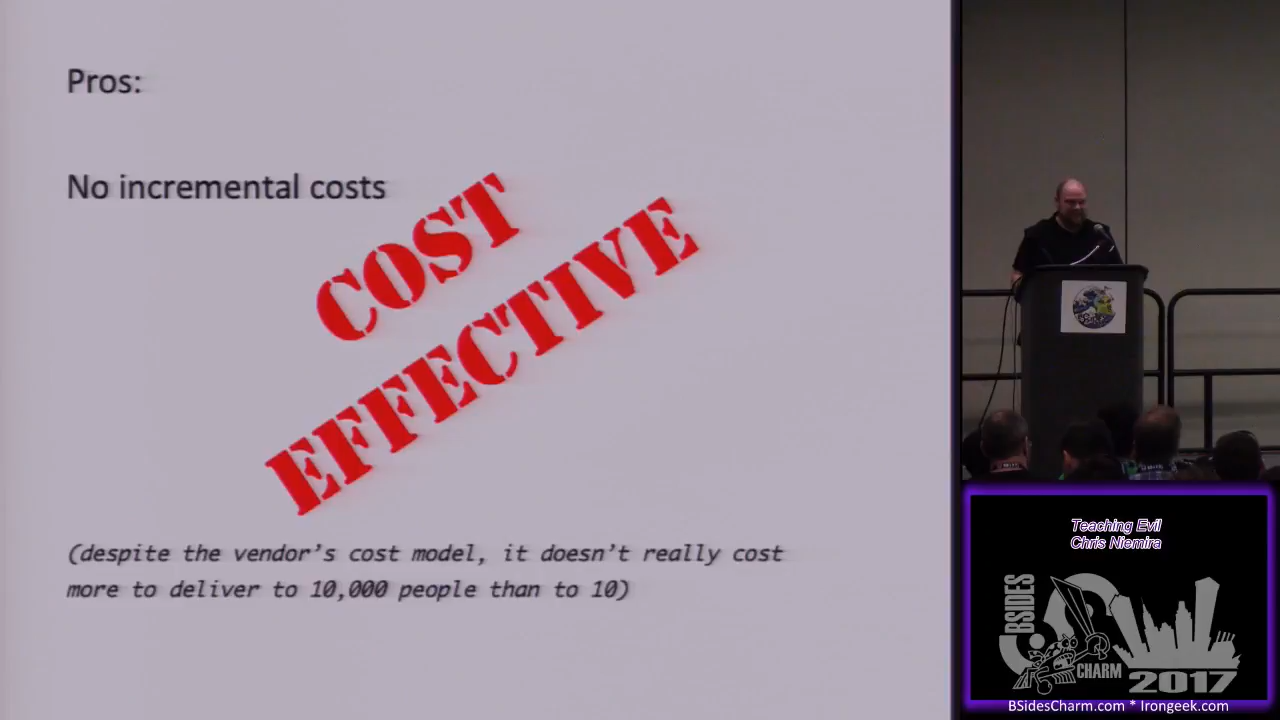 Pros:
No incremental costs
COST
EFFECTIVE
(despite the vendor's cost model, it doesn't really cost
more to deliver to 10,000 people than to 10)
Teaching Evil
Chris Niemira
BSIDES
CHARM
2017
BSidesCharm.com * Irongeek.com